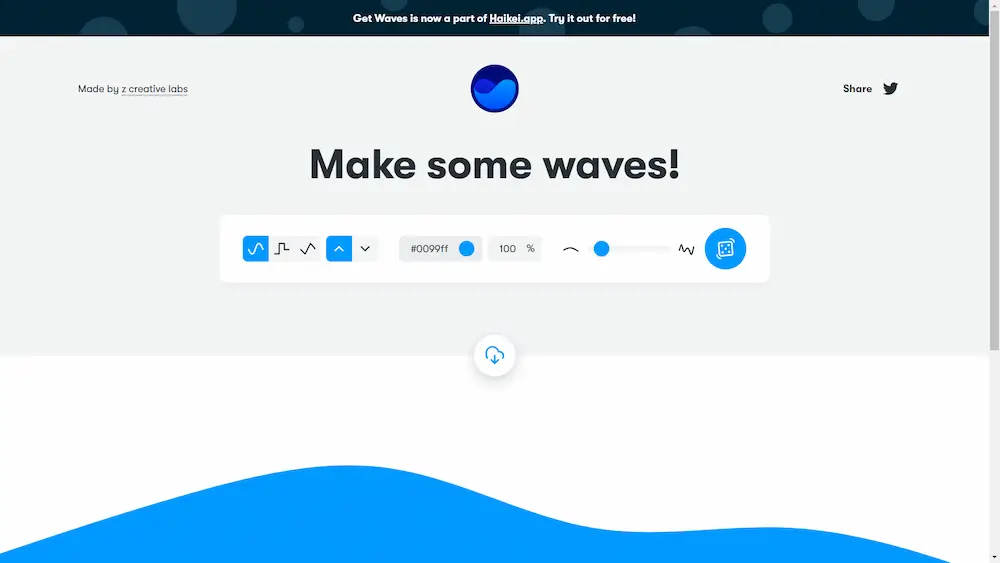 Get Waves is now a part of Haikei.app. Try it out for free!
Made by z creative labs
Share
Make some waves!
#0099ff
100 %